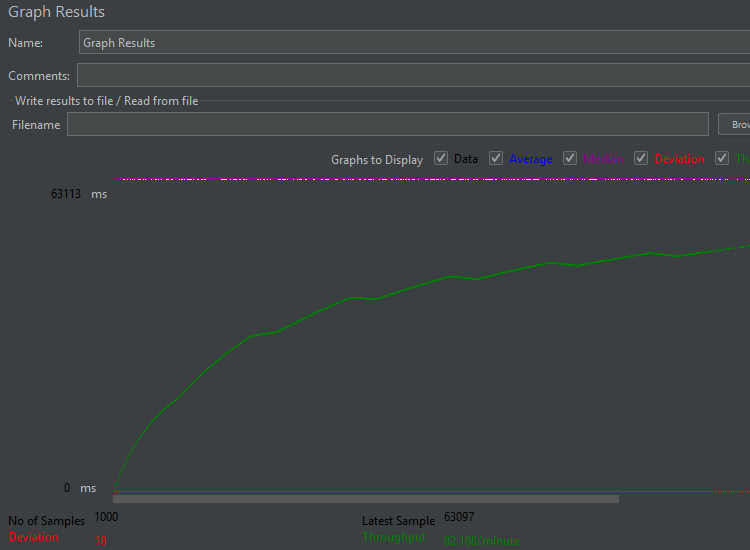 Graph Results
Name: Graph Results
Comments:
Write results to file / Read from file
Filename Brov
Graphs to Display Data Average Median Deviation Th
63113 ms
0 ms
No of Samples 1000 Latest Sample 63097
Deviation 18 Throughput 82,168/minute